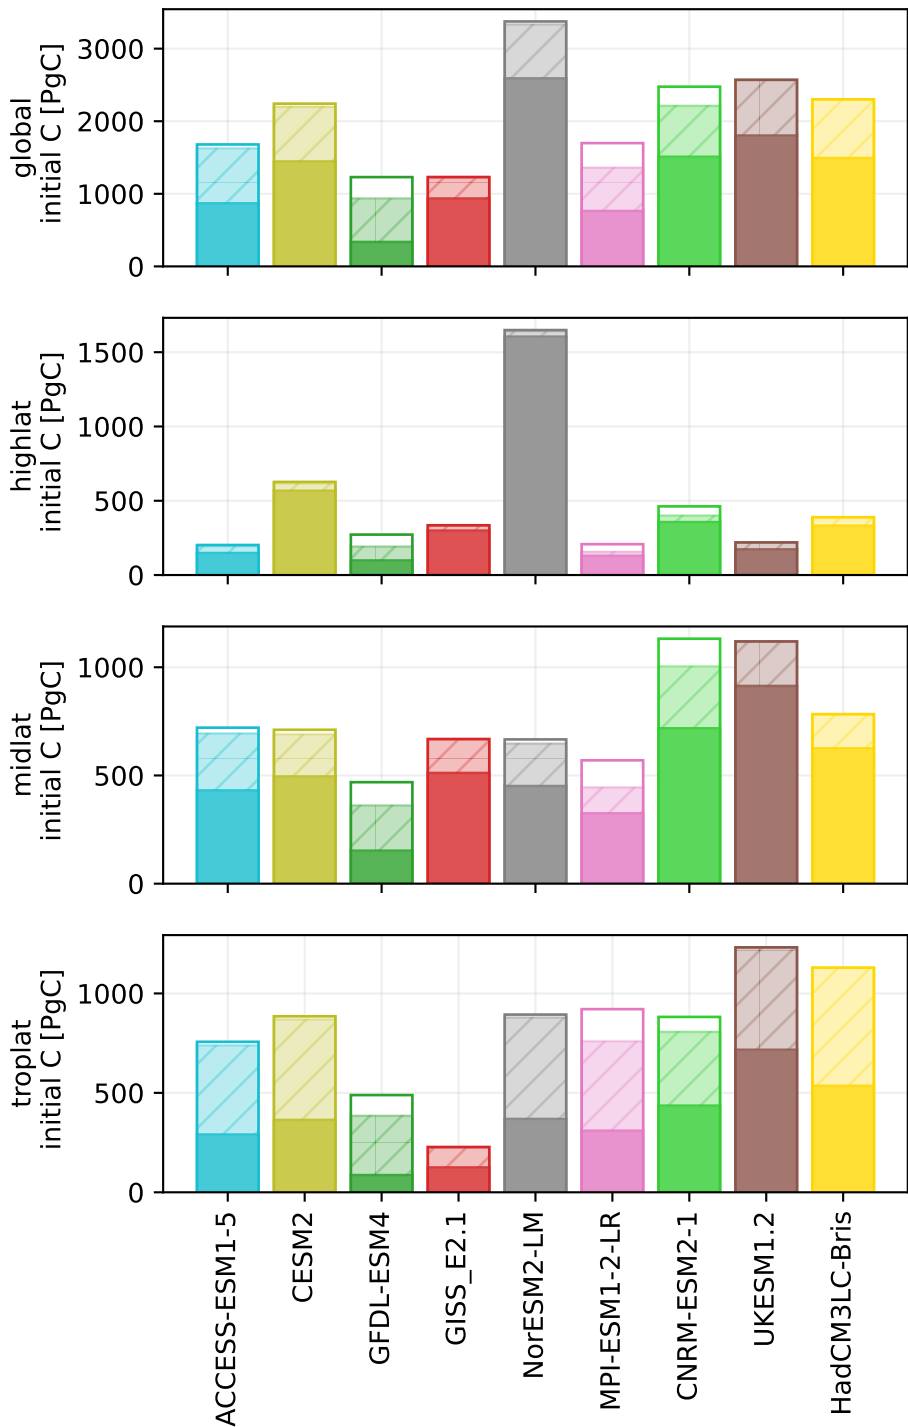 global
initial C [PgC]
3000
2000
1000
0
highlat
initial C [PgC]
1500
1000
500
0
midlat
initial C [PgC]
1000
500
0
troplat
initial C [PgC]
1000
500
0
ACCESS-ESM1-5
CESM2
GFDL-ESM4
GISS_E2.1
NorESM2-LM
MPI-ESM1-2-LR
CNRM-ESM2-1
UKESM1.2
HadCM3LC-Bris